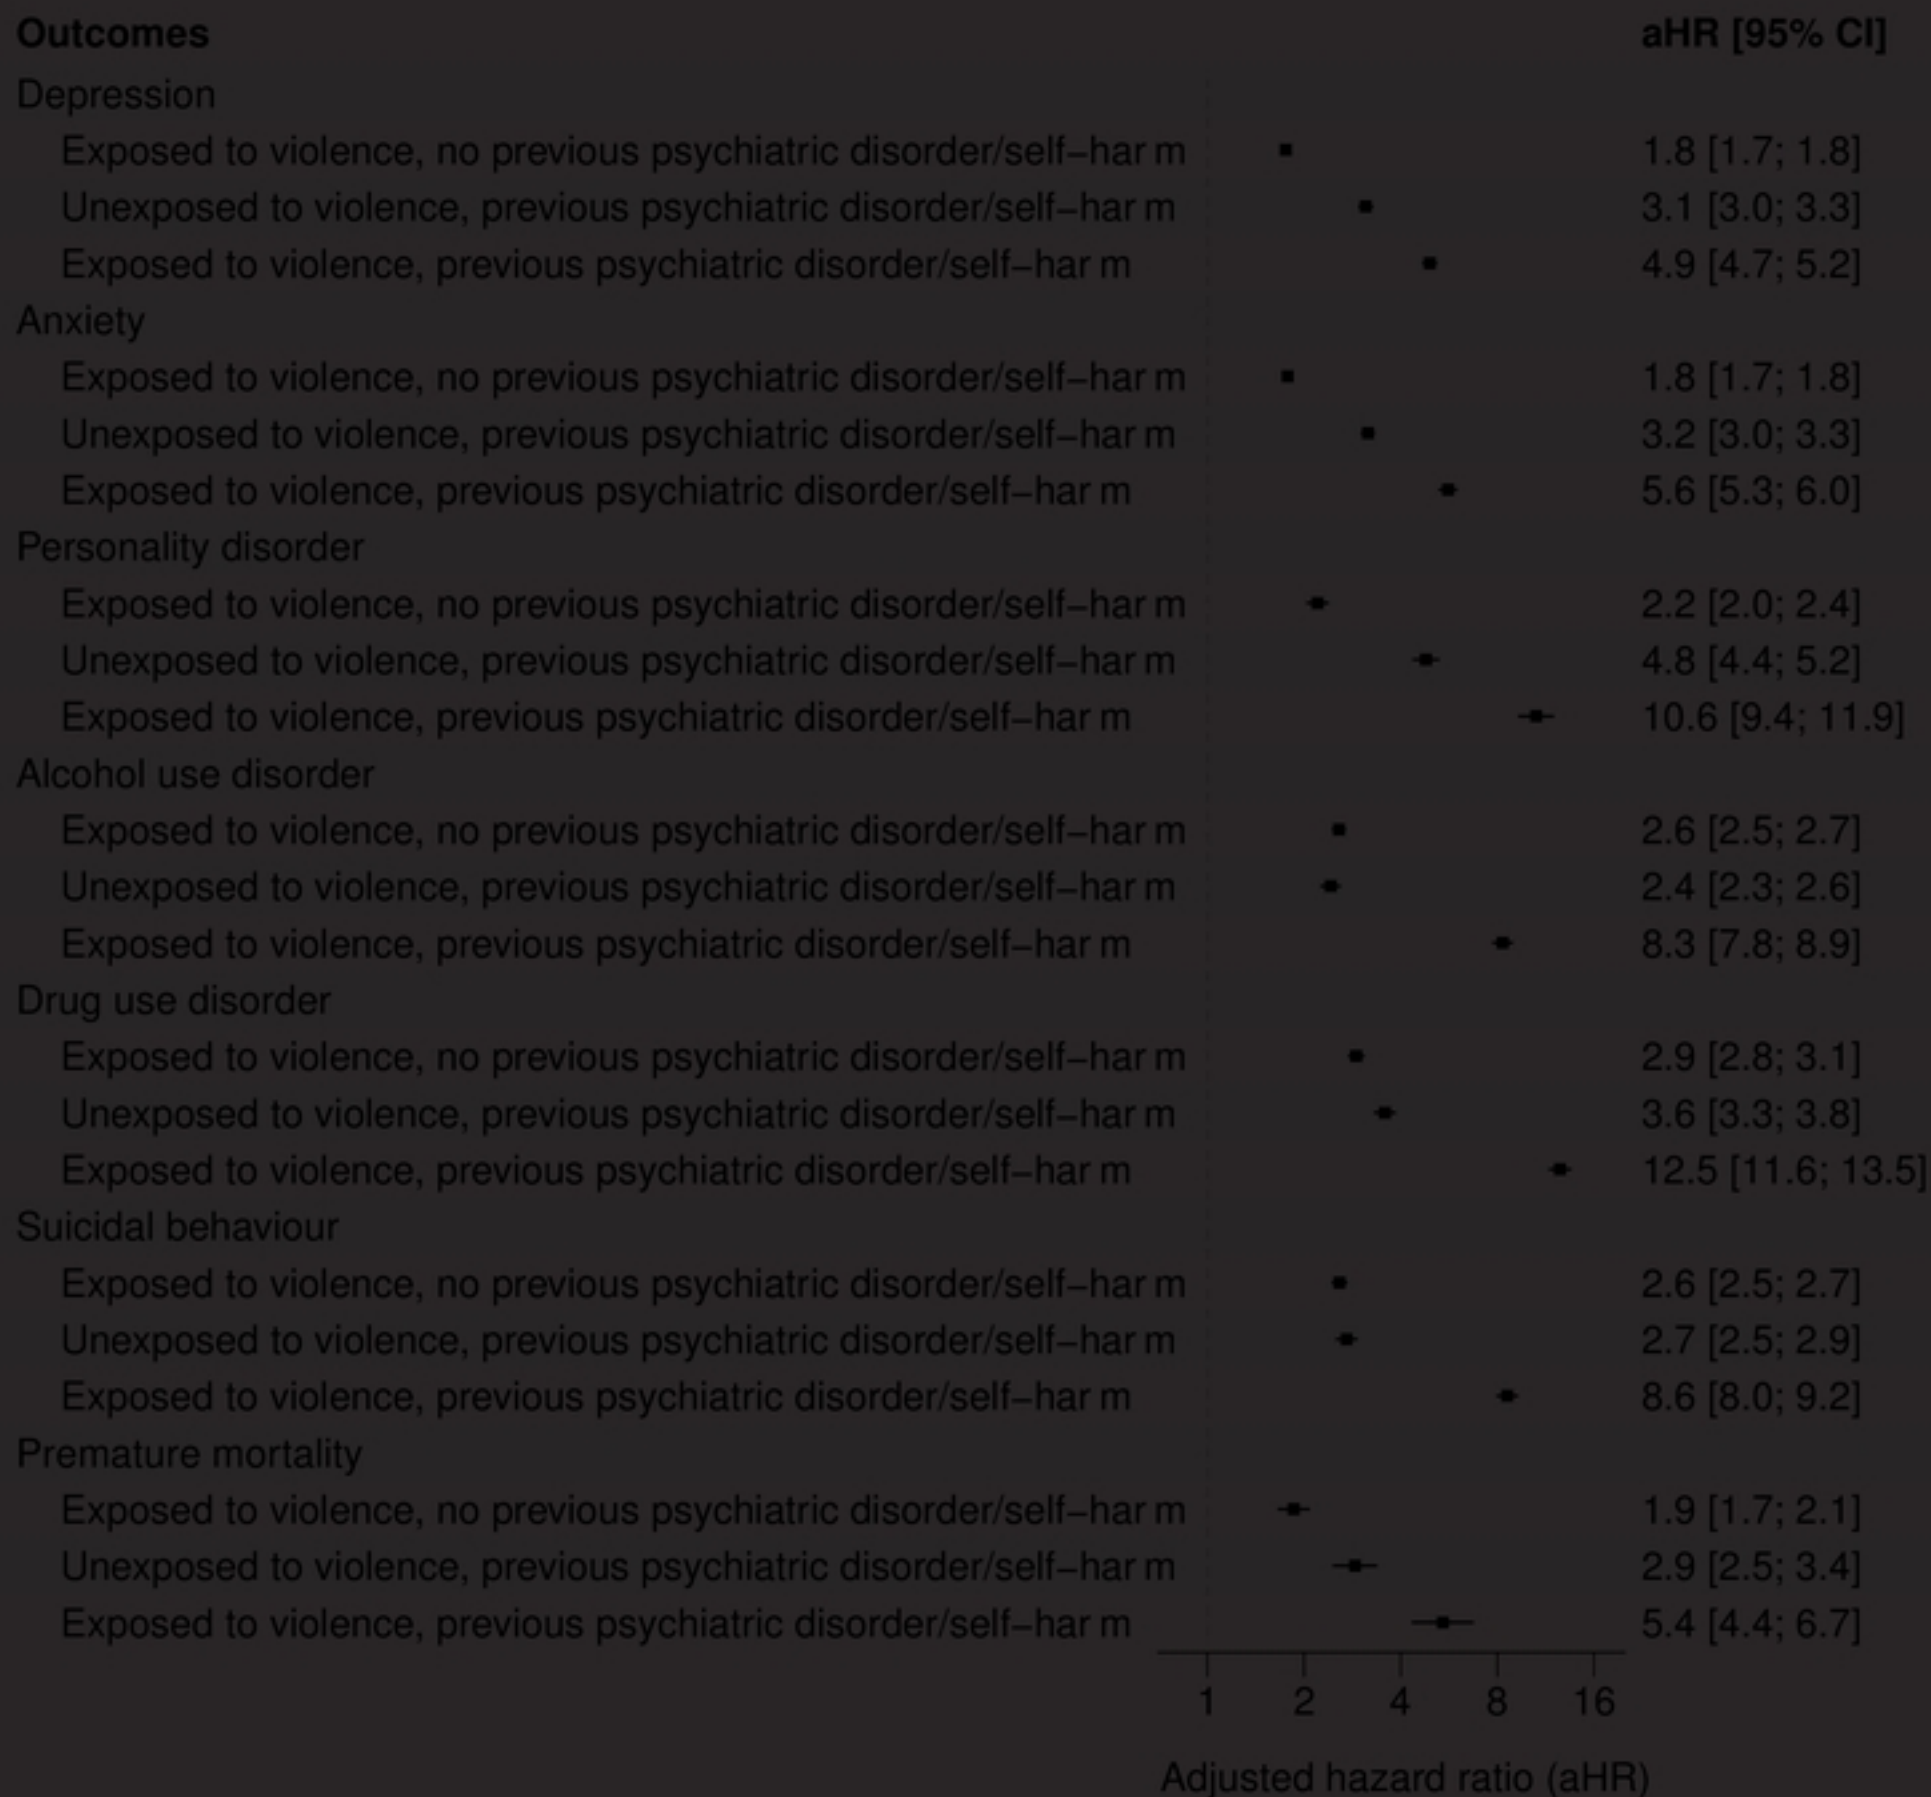 Outcomes aHR [95% CI]
Depression
Exposed to violence, no previous psychiatric disorder/self−har m 1.8 [1.7; 1.8]
Unexposed to violence, previous psychiatric disorder/self−har m 3.1 [3.0; 3.3]
Exposed to violence, previous psychiatric disorder/self−har m 4.9 [4.7; 5.2]
Anxiety
Exposed to violence, no previous psychiatric disorder/self−har m 1.8 [1.7; 1.8]
Unexposed to violence, previous psychiatric disorder/self−har m 3.2 [3.0; 3.3]
Exposed to violence, previous psychiatric disorder/self−har m 5.6 [5.3; 6.0]
Personality disorder
Exposed to violence, no previous psychiatric disorder/self−har m 2.2 [2.0; 2.4]
Unexposed to violence, previous psychiatric disorder/self−har m 4.8 [4.4; 5.2]
Exposed to violence, previous psychiatric disorder/self−har m 10.6 [9.4; 11.9]
Alcohol use disorder
Exposed to violence, no previous psychiatric disorder/self−har m 2.6 [2.5; 2.7]
Unexposed to violence, previous psychiatric disorder/self−har m 2.4 [2.3; 2.6]
Exposed to violence, previous psychiatric disorder/self−har m 8.3 [7.8; 8.9]
Drug use disorder
Exposed to violence, no previous psychiatric disorder/self−har m 2.9 [2.8; 3.1]
Unexposed to violence, previous psychiatric disorder/self−har m 3.6 [3.3; 3.8]
Exposed to violence, previous psychiatric disorder/self−har m 12.5 [11.6; 13.5]
Suicidal behaviour
Exposed to violence, no previous psychiatric disorder/self−har m 2.6 [2.5; 2.7]
Unexposed to violence, previous psychiatric disorder/self−har m 2.7 [2.5; 2.9]
Exposed to violence, previous psychiatric disorder/self−har m 8.6 [8.0; 9.2]
Premature mortality
Exposed to violence, no previous psychiatric disorder/self−har m 1.9 [1.7; 2.1]
Unexposed to violence, previous psychiatric disorder/self−har m 2.9 [2.5; 3.4]
Exposed to violence, previous psychiatric disorder/self−har m 5.4 [4.4; 6.7]
1 2 4 8 16
Adjusted hazard ratio (aHR)